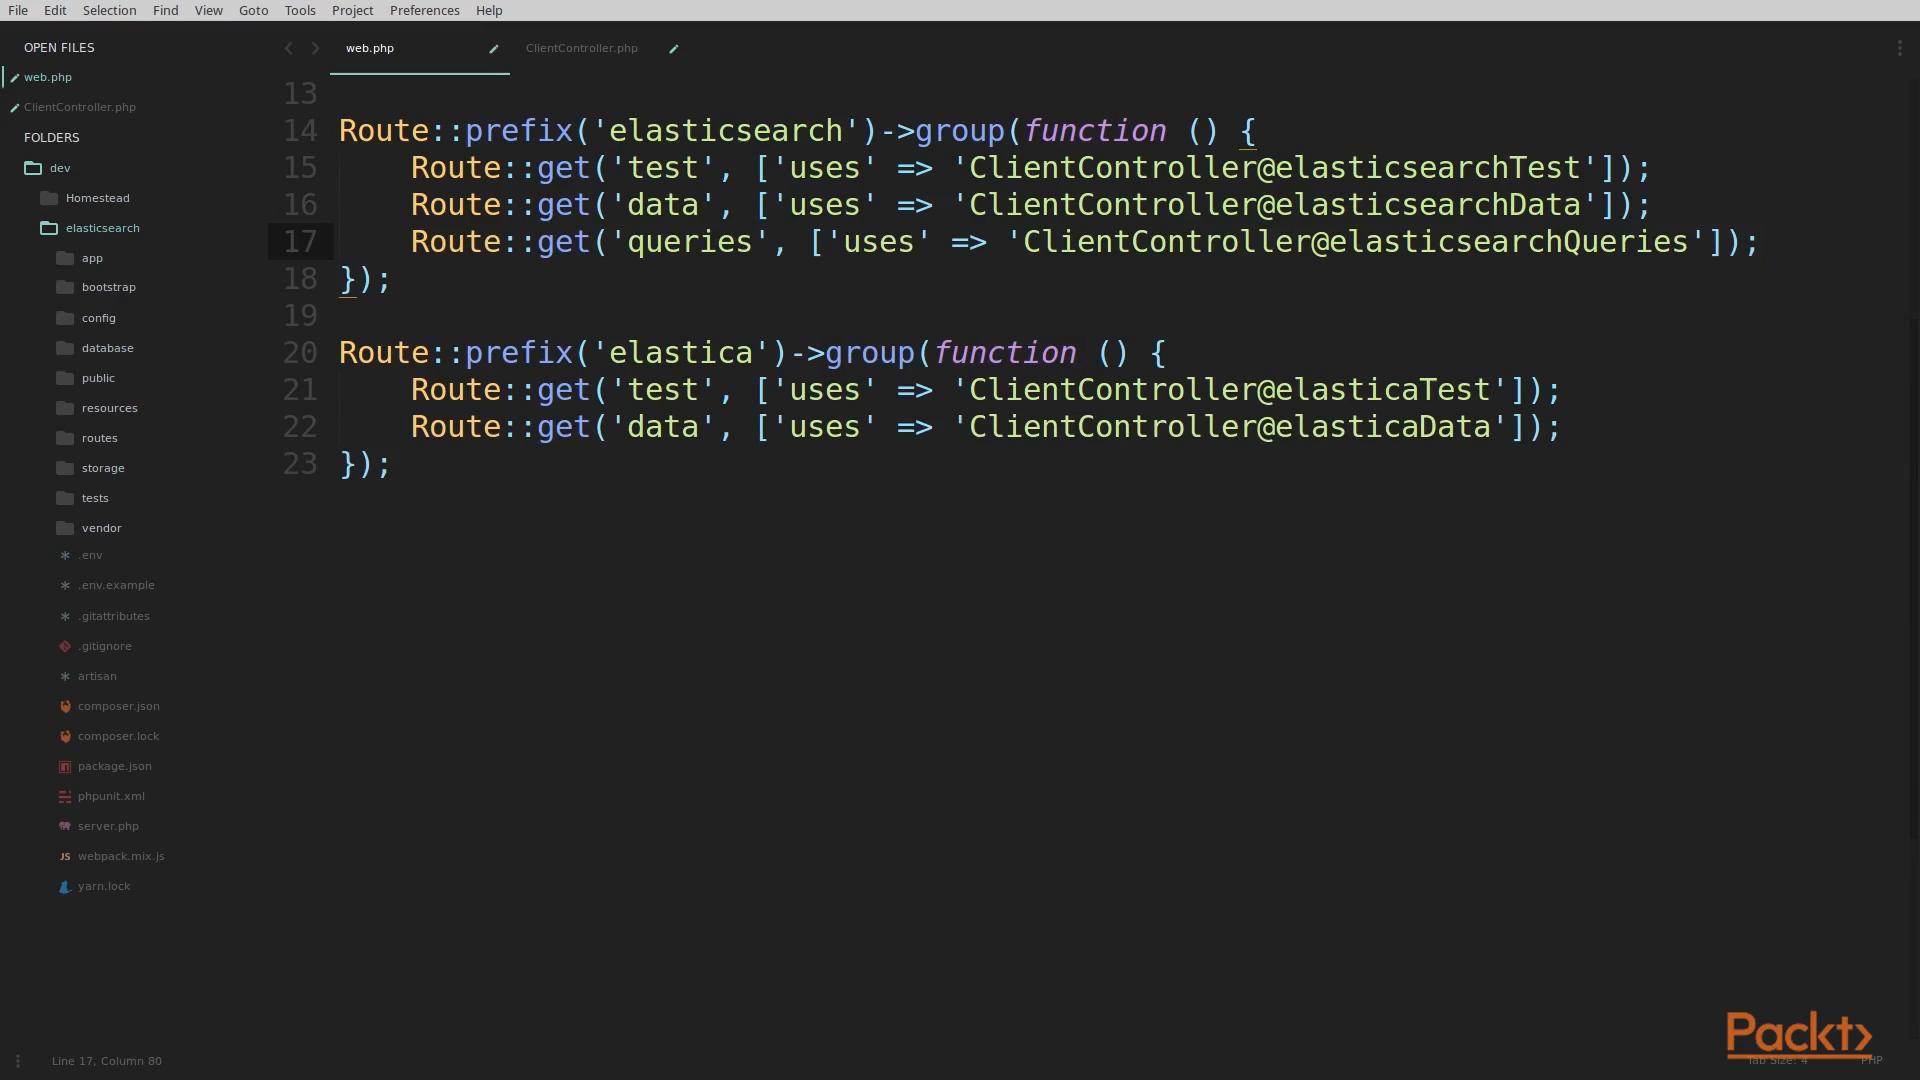 File Edit Selection Find View Goto Tools Project Preferences Help
OPEN FILES
web.php
ClientController.php
FOLDERS
dev
Homestead
elasticsearch
app
bootstrap
config
database
public
resources
routes
storage
tests
vendor
.env
.env.example
.gitattributes
.gitignore
artisan
composer.json
composer.lock
package.json
phpunit.xml
server.php
JS webpack.mix.js
yarn.lock
web.php ClientController.php
13
14 Route::prefix('elasticsearch')->group(function () {
15     Route::get('test', ['uses' => 'ClientController@elasticsearchTest']);
16     Route::get('data', ['uses' => 'ClientController@elasticsearchData']);
17     Route::get('queries', ['uses' => 'ClientController@elasticsearchQueries']);
18 });
19
20 Route::prefix('elastica')->group(function () {
21     Route::get('test', ['uses' => 'ClientController@elasticaTest']);
22     Route::get('data', ['uses' => 'ClientController@elasticaData']);
23 });
Packt
Line 17, Column 80 Tab Size: 4 PHP